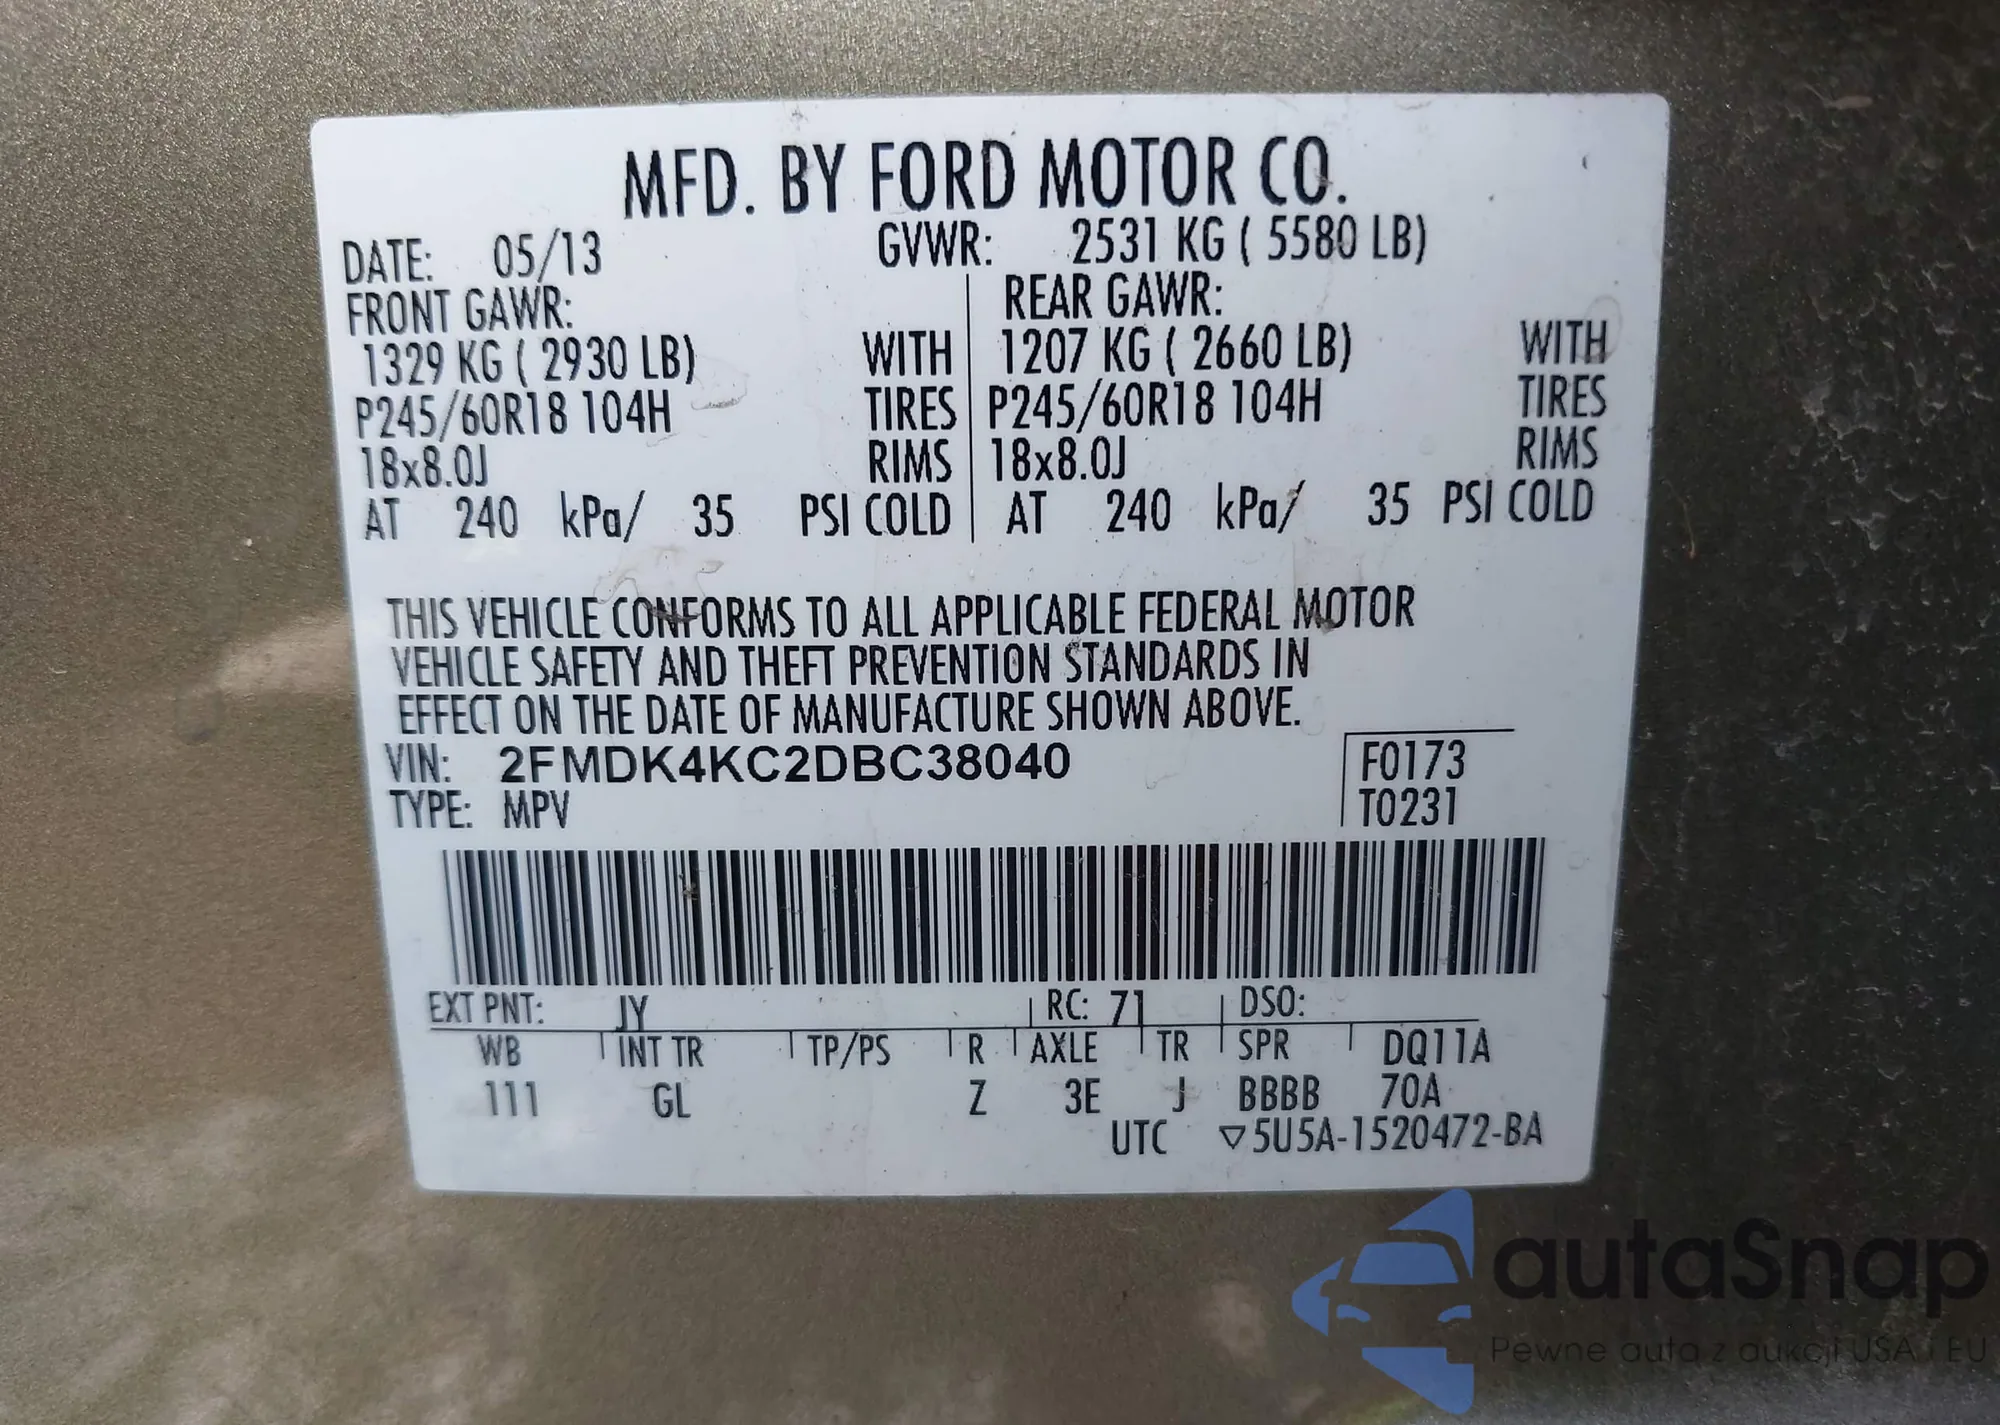 MFD. BY FORD MOTOR CO.
DATE: 05/13 GVWR: 2531 KG ( 5580 LB)
FRONT GAWR: REAR GAWR:
1329 KG ( 2930 LB) WITH 1207 KG ( 2660 LB) WITH
P245/60R18 104H TIRES P245/60R18 104H TIRES
18x8.0J RIMS 18x8.0J RIMS
AT 240 kPa/ 35 PSI COLD AT 240 kPa/ 35 PSI COLD
THIS VEHICLE CONFORMS TO ALL APPLICABLE FEDERAL MOTOR
VEHICLE SAFETY AND THEFT PREVENTION STANDARDS IN
EFFECT ON THE DATE OF MANUFACTURE SHOWN ABOVE.
VIN: 2FMDK4KC2DBC38040 F0173
TYPE: MPV T0231
EXT PNT: JY RC: 71 DSO:
WB INT TR TP/PS R AXLE TR SPR DQ11A
111 GL Z 3E J BBBB 70A
UTC ▽5U5A-1520472-BA
autaSnap
Pewne auta z aukcji USA i EU